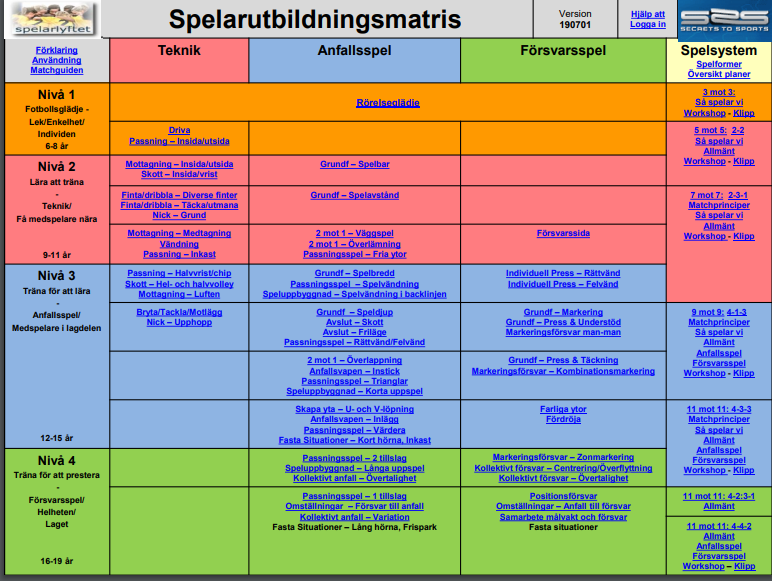 spelarlyftet
Spelarutbildningsmatris
Version
190701
Hjälp att
Logga in
SECRETS TO SPORTS
Förklaring
Användning
Matchguiden
Teknik
Anfallsspel
Försvarsspel
Spelsystem
Spelformer
Översikt planer
Nivå 1
Fotbollsglädje -
Lek/Enkelhet/
Individen
6-8 år
Rörelseglädje
3 mot 3:
Så spelar vi
Workshop - Klipp
Driva
Passning – Insida/utsida
5 mot 5: 2-2
Så spelar vi
Allmänt
Workshop - Klipp
Nivå 2
Lära att träna
-
Teknik/
Få medspelare nära
9-11 år
Mottagning – Insida/utsida
Skott – Insida/vrist
Grundf – Spelbar
Finta/dribbla – Diverse finter
Finta/dribbla – Täcka/utmana
Nick – Grund
Grundf – Spelavstånd
7 mot 7: 2-3-1
Matchprinciper
Så spelar vi
Allmänt
Workshop - Klipp
Mottagning – Medtagning
Vändning
Passning – Inkast
2 mot 1 – Väggspel
2 mot 1 – Överlämning
Passningsspel – Fria ytor
Försvarssida
Nivå 3
Träna för att lära
-
Anfallsspel/
Medspelare i lagdelen
12-15 år
Passning – Halvvrist/chip
Skott – Hel- och halvvolley
Mottagning – Luften
Grundf – Spelbredd
Passningsspel – Spelvändning
Speluppbyggnad – Spelvändning i backlinjen
Individuell Press – Rättvänd
Individuell Press – Felvänd
Bryta/Tackla/Motlägg
Nick – Upphopp
Grundf – Speldjup
Avslut – Skott
Avslut – Friläge
Passningsspel – Rättvänd/Felvänd
Grundf – Markering
Grundf – Press & Understöd
Markeringsförsvar man-man
9 mot 9: 4-1-3
Matchprinciper
Så spelar vi
Allmänt
Anfallsspel
Försvarsspel
Workshop - Klipp
2 mot 1 – Överlappning
Anfallsvapen – Instick
Passningsspel – Trianglar
Speluppbyggnad – Korta uppspel
Grundf – Press & Täckning
Markeringsförsvar – Kombinationsmarkering
Skapa yta – U- och V-löpning
Anfallsvapen – Inlägg
Passningsspel – Värdera
Fasta Situationer – Kort hörna, Inkast
Farliga ytor
Fördröja
11 mot 11: 4-3-3
Matchprinciper
Så spelar vi
Allmänt
Anfallsspel
Försvarsspel
Workshop - Klipp
Nivå 4
Träna för att prestera
-
Försvarsspel/
Helheten/
Laget
16-19 år
Passningsspel – 2 tillslag
Speluppbyggnad – Långa uppspel
Kollektivt anfall – Övertalighet
Markeringsförsvar – Zonmarkering
Kollektivt försvar – Centrering/Överflyttning
Kollektivt försvar – Övertalighet
Passningsspel – 1 tillslag
Omställningar – Försvar till anfall
Kollektivt anfall – Variation
Fasta Situationer – Lång hörna, Frispark
Positionsförsvar
Omställningar – Anfall till försvar
Samarbete målvakt och försvar
Fasta situationer
11 mot 11: 4-2;3-1
Allmänt
11 mot 11: 4-4-2
Allmänt
Anfallsspel
Försvarsspel
Workshop – Klipp